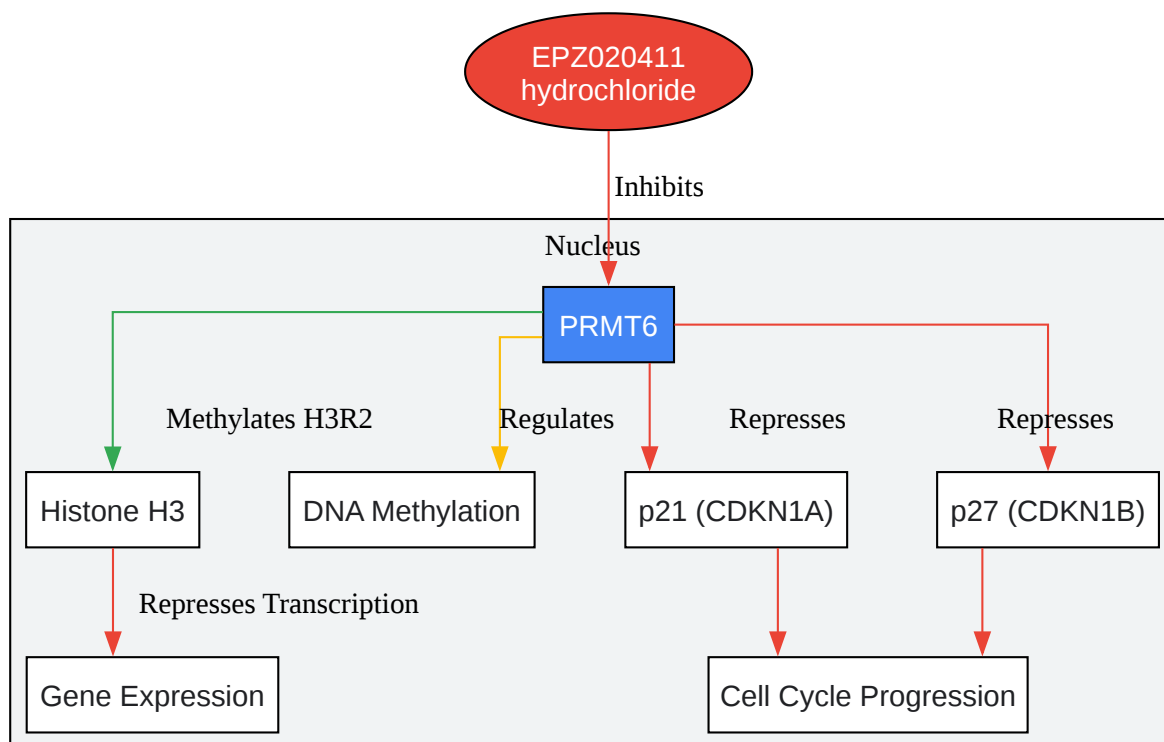 EPZ020411
hydrochloride
Inhibits
Nucleus
PRMT6
Methylates H3R2
Regulates
Represses
Represses
Histone H3
DNA Methylation
p21 (CDKN1A)
p27 (CDKN1B)
Represses Transcription
Gene Expression
Cell Cycle Progression